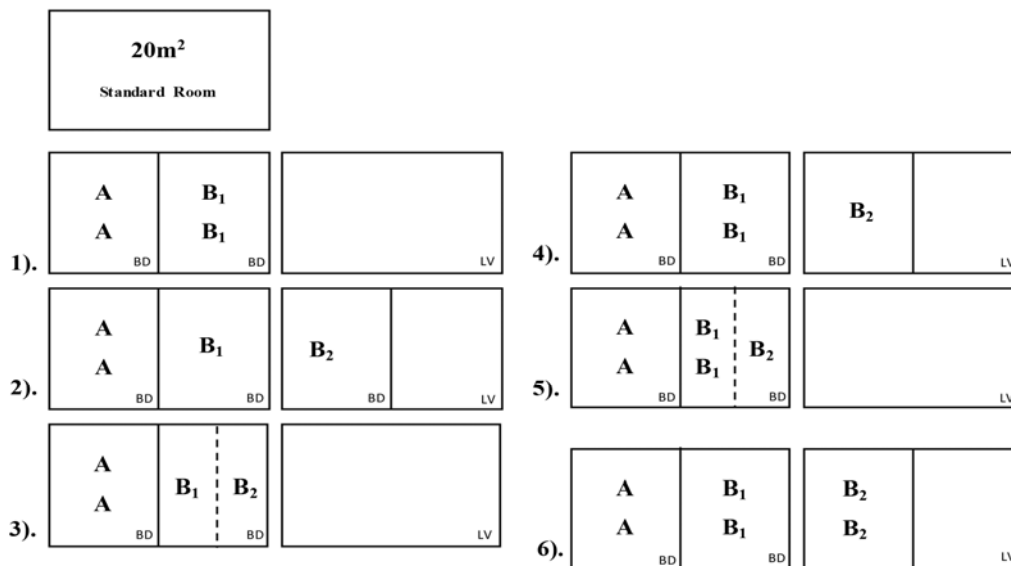 20m²
Standard Room
A B₁
A B₁
BD BD LV
1).
A B₁ B₂
A
BD BD BD LV
2).
A B₁ B₂
A
BD BD LV
3).
A B₁ B₂
A B₁
BD BD LV
4).
A B₁ B₂
A B₁
BD BD LV
5).
A B₁ B₂
A B₁ B₂
BD BD LV
6).